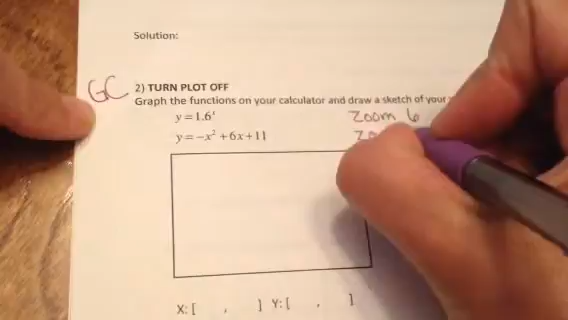 Solution:
GC 2) TURN PLOT OFF
Graph the functions on your calculator and draw a sketch of your
y = 1.6ˣ Zoom 6
y = -x² + 6x + 11
X: [ , ] Y: [ , ]